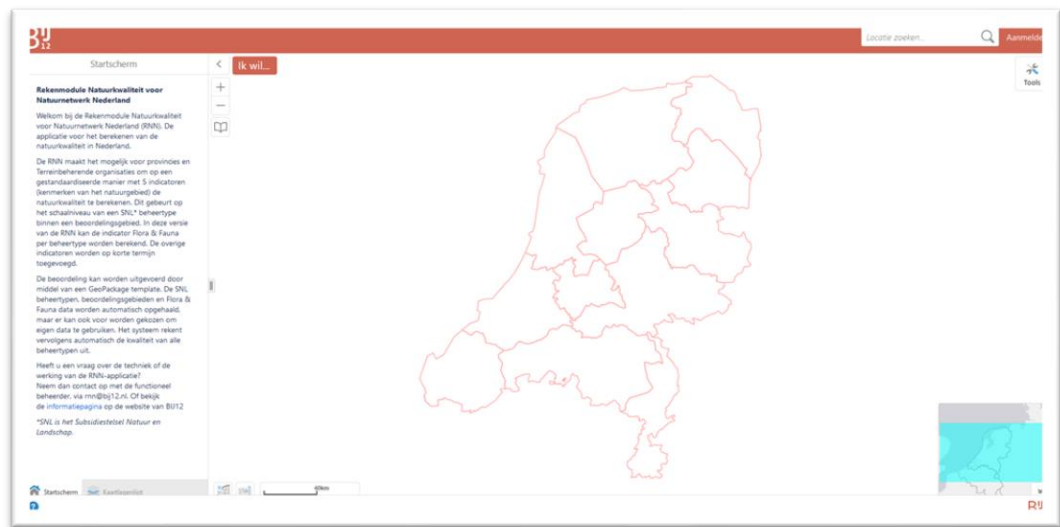 BIJ
12
Locatie zoeken...
Aanmelde
Startscherm
Ik wil...
Tools
Rekenmodule Natuurkwaliteit voor
Natuurnetwerk Nederland
Welkom bij de Rekenmodule Natuurkwaliteit
voor Natuurnetwerk Nederland (RNN). De
applicatie voor het berekenen van de
natuurkwaliteit in Nederland.
De RNN maakt het mogelijk voor provincies en
Terreinbeherende organisaties om op een
gestandaardiseerde manier met 5 indicatoren
(kenmerken van het natuurgebied) de
natuurkwaliteit te berekenen. Dit gebeurt op
het schaalniveau van een SNL* beheertype
binnen een beoordelingsgebied. In deze versie
van de RNN kan de indicator Flora & Fauna
per beheertype worden berekend. De overige
indicatoren worden op korte termijn
toegevoegd.
De beoordeling kan worden uitgevoerd door
middel van een GeoPackage template. De SNL
beheertypen, beoordelingsgebieden en Flora &
Fauna data worden automatisch opgehaald,
maar er kan ook voor worden gekozen om
eigen data te gebruiken. Het systeem rekent
vervolgens automatisch de kwaliteit van alle
beheertypen uit.
Heeft u een vraag over de techniek of de
werking van de RNN-applicatie?
Neem dan contact op met de functioneel
beheerder, via rnn@bij12.nl. Of bekijk
de informatiepagina op de website van BIJ12
*SNL is het Subsidiestelsel Natuur en
Landschap.
Startscherm
Kaartlagenlijst
40km